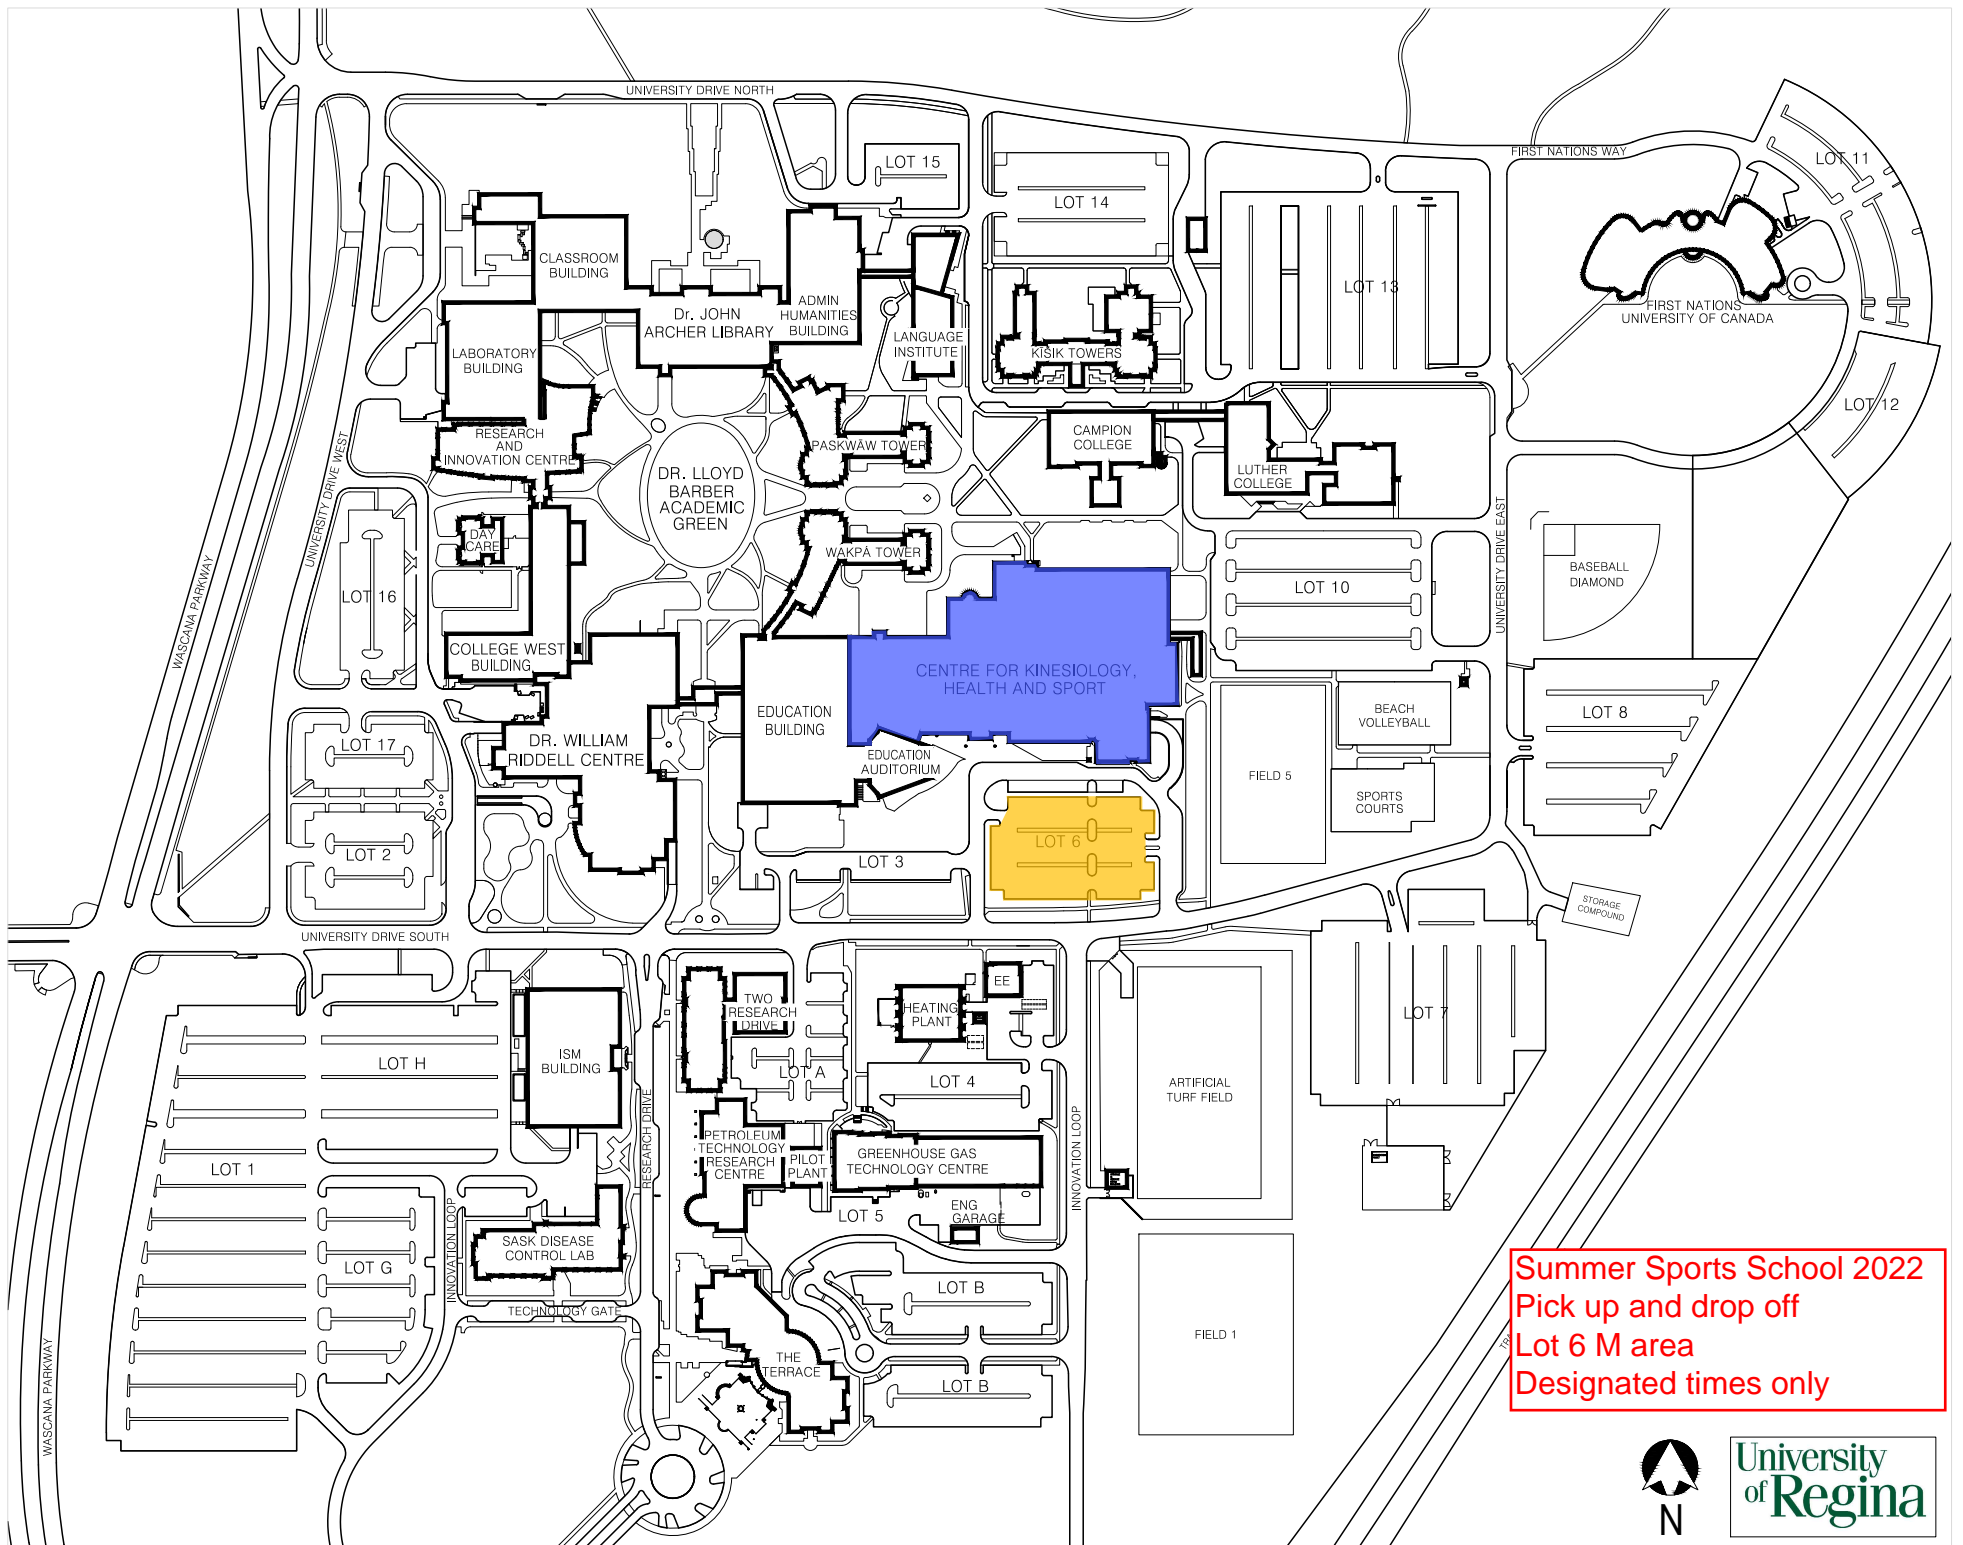 UNIVERSITY DRIVE NORTH
FIRST NATIONS WAY
LOT 15
LOT 11
LOT 14
CLASSROOM
BUILDING
LOT 13
ADMIN
HUMANITIES
BUILDING
Dr. JOHN
ARCHER LIBRARY
FIRST NATIONS
UNIVERSITY OF CANADA
LANGUAGE
INSTITUTE
KĪSIK TOWERS
LABORATORY
BUILDING
LOT 12
RESEARCH
AND
INNOVATION CENTRE
PASKWĀW TOWER
CAMPION
COLLEGE
LUTHER
COLLEGE
DR. LLOYD
BARBER
ACADEMIC
GREEN
UNIVERSITY DRIVE WEST
UNIVERSITY DRIVE EAST
DAY
CARE
WAKPĀ TOWER
BASEBALL
DIAMOND
WASCANA PARKWAY
LOT 16
LOT 10
COLLEGE WEST
BUILDING
CENTRE FOR KINESIOLOGY,
HEALTH AND SPORT
EDUCATION
BUILDING
BEACH
VOLLEYBALL
LOT 8
LOT 17
DR. WILLIAM
RIDDELL CENTRE
EDUCATION
AUDITORIUM
FIELD 5
SPORTS
COURTS
LOT 2
LOT 3
LOT 6
STORAGE
COMPOUND
UNIVERSITY DRIVE SOUTH
TWO
RESEARCH
DRIVE
EE
HEATING
PLANT
LOT 7
ISM
BUILDING
LOT H
LOT A
LOT 4
ARTIFICIAL
TURF FIELD
RESEARCH DRIVE
INNOVATION LOOP
PETROLEUM
TECHNOLOGY
RESEARCH
CENTRE
PILOT
PLANT
GREENHOUSE GAS
TECHNOLOGY CENTRE
LOT 1
LOT 5
ENG
GARAGE
INNOVATION LOOP
SASK DISEASE
CONTROL LAB
LOT G
LOT B
TECHNOLOGY GATE
FIELD 1
THE
TERRACE
LOT B
WASCANA PARKWAY
Summer Sports School 2022
Pick up and drop off
Lot 6 M area
Designated times only
N
University
of Regina